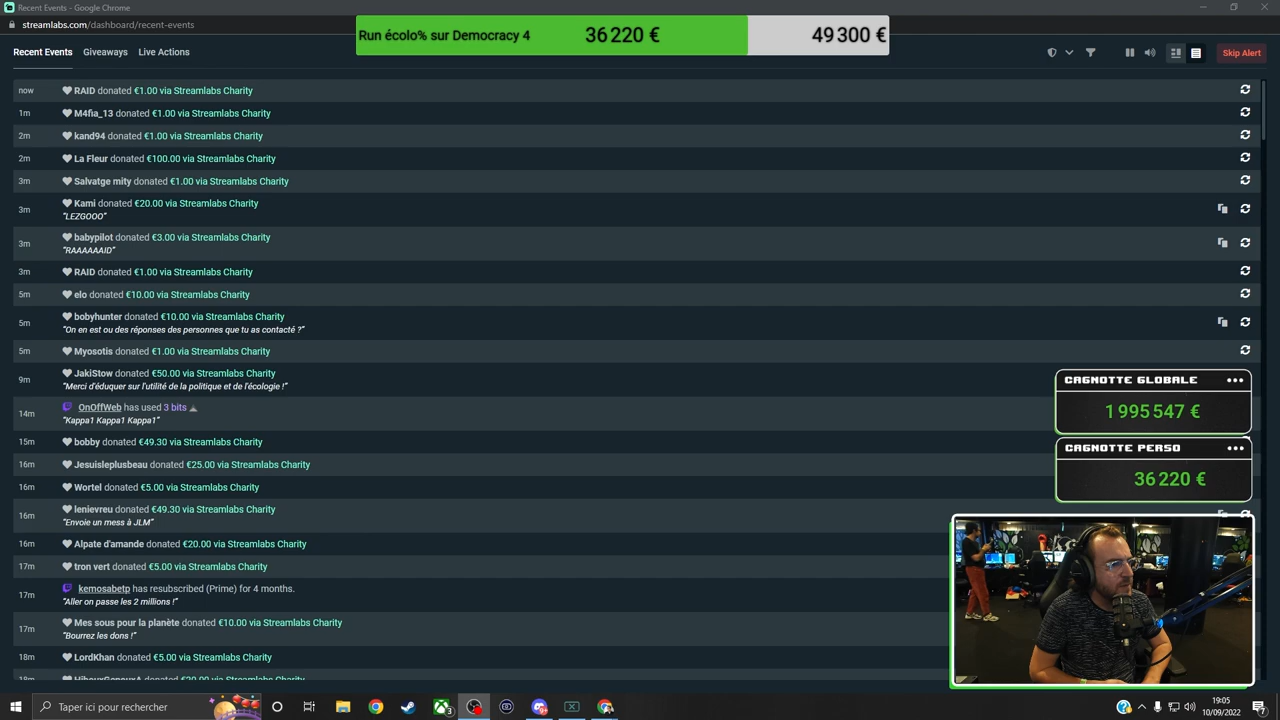 Recent Events - Google Chrome
streamlabs.com/dashboard/recent-events
Run écolo% sur Democracy 4 36 220 € 49 300 €
Recent Events Giveaways Live Actions Skip Alert
now RAID donated €1.00 via Streamlabs Charity
1m M4fia_13 donated €1.00 via Streamlabs Charity
2m kand94 donated €1.00 via Streamlabs Charity
2m La Fleur donated €100.00 via Streamlabs Charity
3m Salvatge mity donated €1.00 via Streamlabs Charity
3m Kami donated €20.00 via Streamlabs Charity
"LEZGOOO"
3m babypilot donated €3.00 via Streamlabs Charity
"RAAAAAAID"
3m RAID donated €1.00 via Streamlabs Charity
5m elo donated €10.00 via Streamlabs Charity
5m bobyhunter donated €10.00 via Streamlabs Charity
"On en est ou des réponses des personnes que tu as contacté ?"
5m Myosotis donated €1.00 via Streamlabs Charity
9m JakiStow donated €50.00 via Streamlabs Charity
"Merci d'éduquer sur l'utilité de la politique et de l'écologie !"
14m OnOffWeb has used 3 bits
"Kappa1 Kappa1 Kappa1"
15m bobby donated €49.30 via Streamlabs Charity
16m Jesuisleplusbeau donated €25.00 via Streamlabs Charity
16m Wortel donated €5.00 via Streamlabs Charity
16m lenievreu donated €49.30 via Streamlabs Charity
"Envoie un mess à JLM"
16m Alpate d'amande donated €20.00 via Streamlabs Charity
17m tron vert donated €5.00 via Streamlabs Charity
17m kemosabetp has resubscribed (Prime) for 4 months.
"Aller on passe les 2 millions !"
17m Mes sous pour la planète donated €10.00 via Streamlabs Charity
"Bourrez les dons !"
18m LordKhan donated €5.00 via Streamlabs Charity
CAGNOTTE GLOBALE
1 995 547 €
CAGNOTTE PERSO
36 220 €
Taper ici pour rechercher
3
19:05
10/09/2022